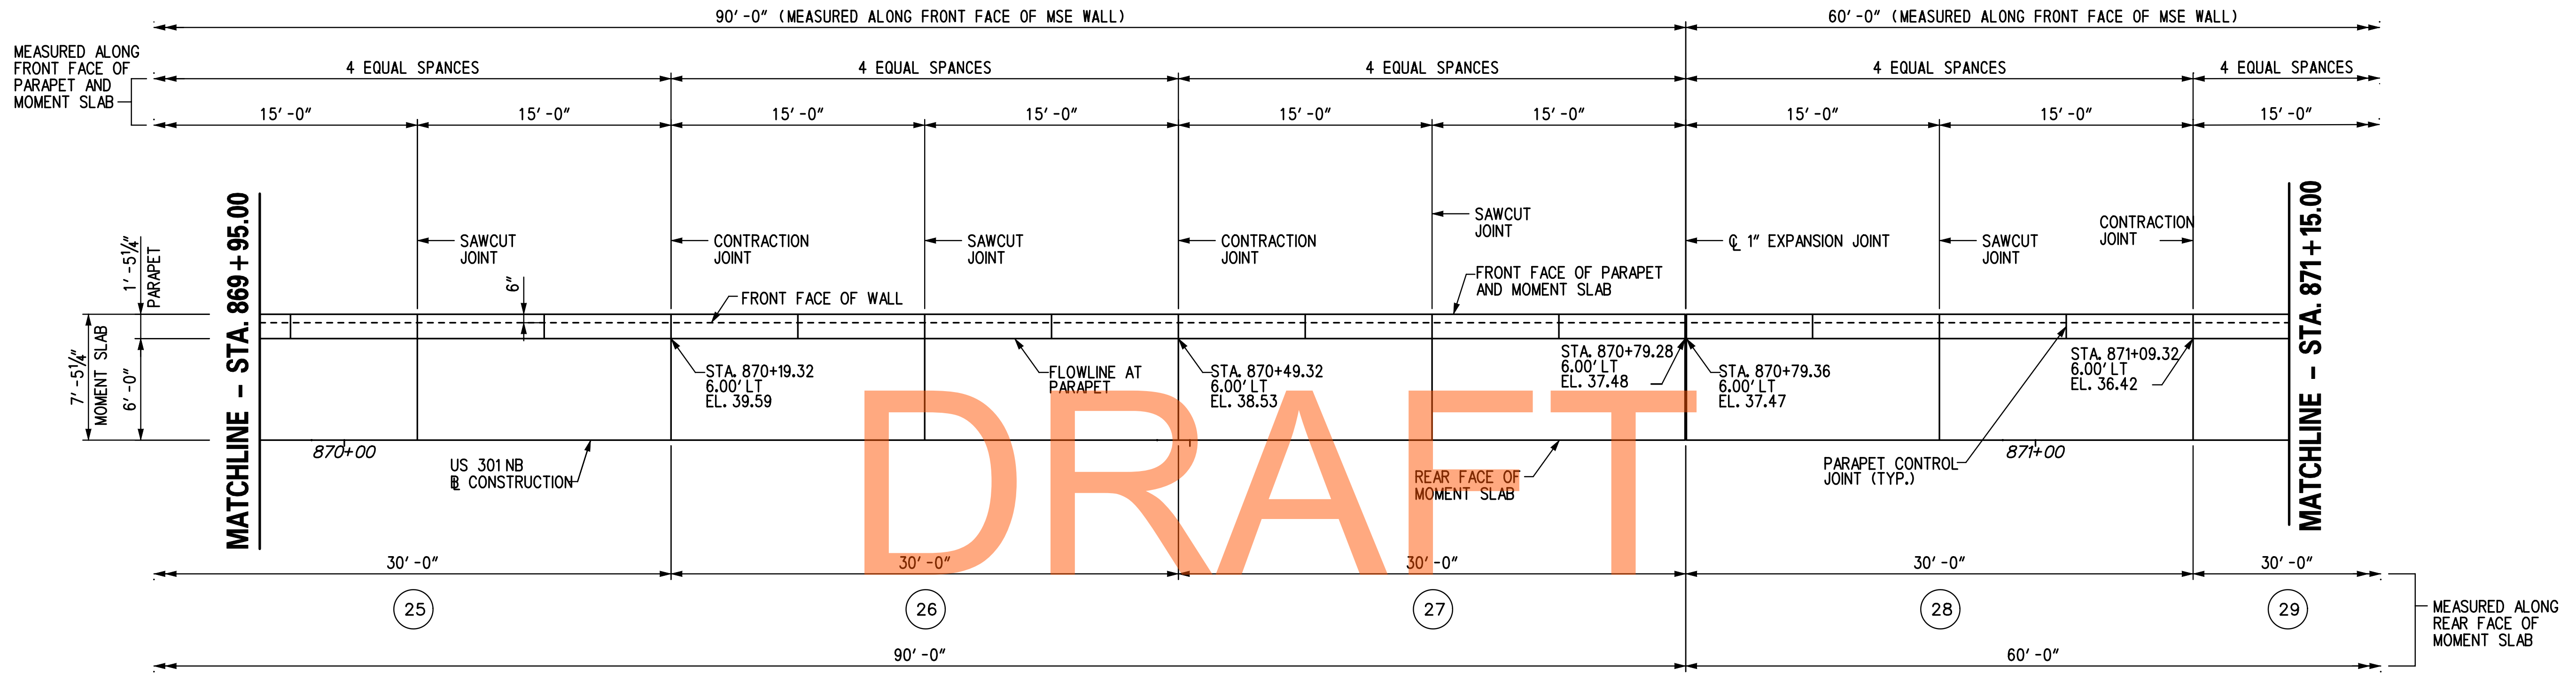 90'-0" (MEASURED ALONG FRONT FACE OF MSE WALL)
60'-0" (MEASURED ALONG FRONT FACE OF MSE WALL)
MEASURED ALONG
FRONT FACE OF
PARAPET AND
MOMENT SLAB
4 EQUAL SPANCES
4 EQUAL SPANCES
4 EQUAL SPANCES
4 EQUAL SPANCES
4 EQUAL SPANCES
15'-0"
15'-0"
15'-0"
15'-0"
15'-0"
15'-0"
15'-0"
15'-0"
15'-0"
MATCHLINE - STA. 869+95.00
1'-5¼"
PARAPET
7'-5¼"
MOMENT SLAB
6'-0"
SAWCUT
JOINT
CONTRACTION
JOINT
SAWCUT
JOINT
CONTRACTION
JOINT
SAWCUT
JOINT
℄ 1" EXPANSION JOINT
SAWCUT
JOINT
CONTRACTION
JOINT
6"
FRONT FACE OF WALL
FRONT FACE OF PARAPET
AND MOMENT SLAB
STA. 870+19.32
6.00' LT
EL. 39.59
FLOWLINE AT
PARAPET
STA. 870+49.32
6.00' LT
EL. 38.53
STA. 870+79.28
6.00' LT
EL. 37.48
STA. 870+79.36
6.00' LT
EL. 37.47
STA. 871+09.32
6.00' LT
EL. 36.42
MATCHLINE - STA. 871+15.00
870+00
US 301 NB
BL CONSTRUCTION
REAR FACE OF
MOMENT SLAB
PARAPET CONTROL
JOINT (TYP.)
871+00
DRAFT
30'-0"
30'-0"
30'-0"
30'-0"
30'-0"
25
26
27
28
29
MEASURED ALONG
REAR FACE OF
MOMENT SLAB
90'-0"
60'-0"